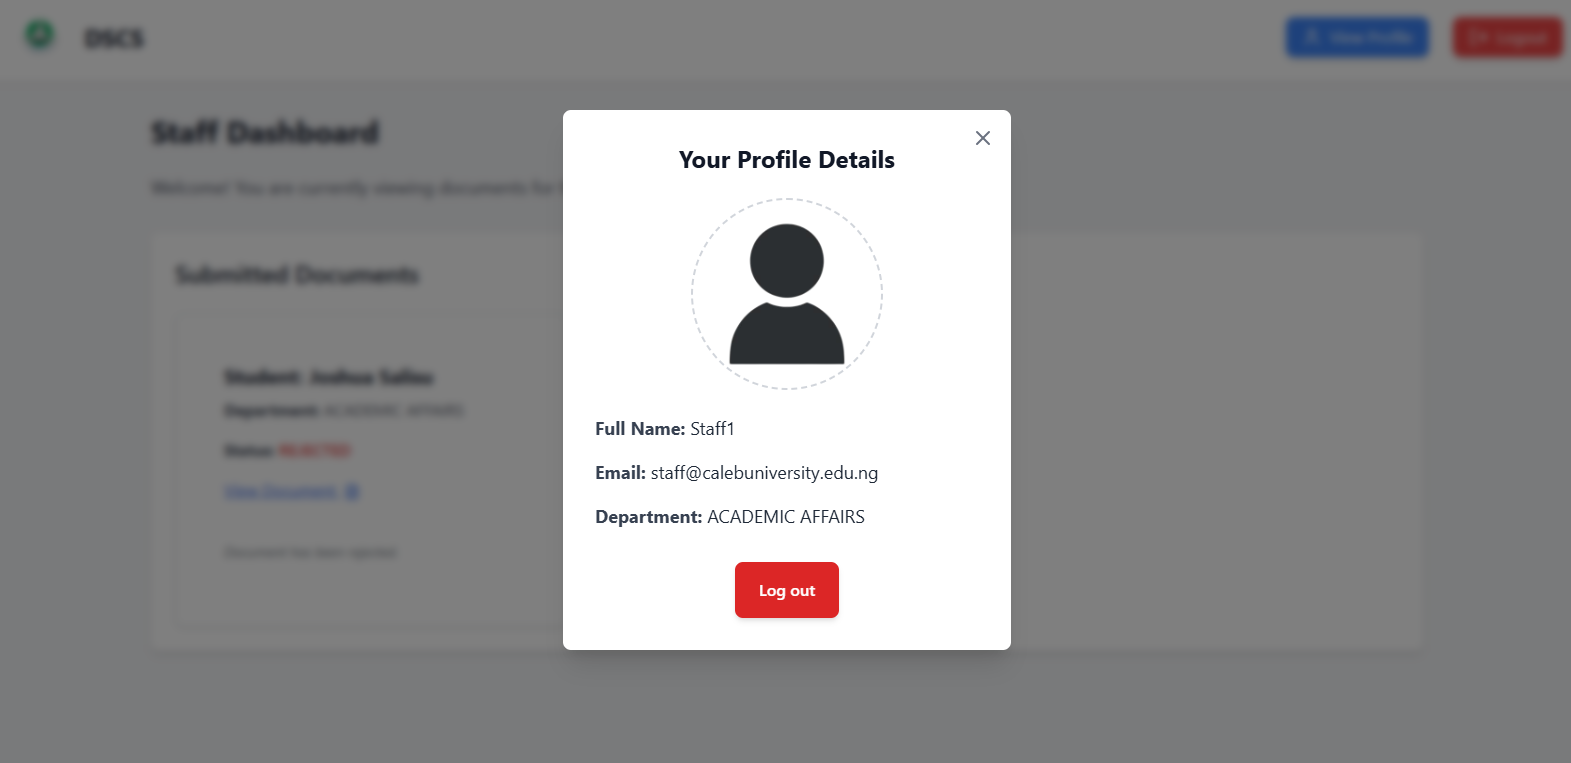 DSCS
View Profile
Logout
Staff Dashboard
Welcome! You are currently viewing documents for
Submitted Documents
Student: Joshua Saliou
Department: ACADEMIC AFFAIRS
Status: REJECTED
View Document
Document has been rejected
Your Profile Details
Full Name: Staff1
Email: staff@calebuniversity.edu.ng
Department: ACADEMIC AFFAIRS
Log out